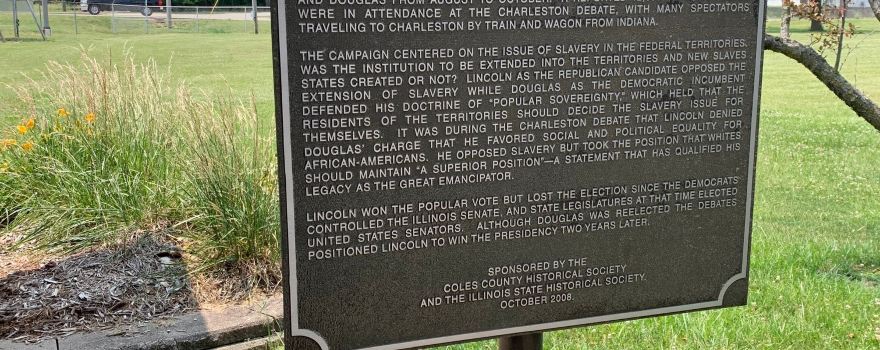 AND DOUGLAS FROM AUGUST TO OCTOBER.
WERE IN ATTENDANCE AT THE CHARLESTON DEBATE, WITH MANY SPECTATORS
TRAVELING TO CHARLESTON BY TRAIN AND WAGON FROM INDIANA.
THE CAMPAIGN CENTERED ON THE ISSUE OF SLAVERY IN THE FEDERAL TERRITORIES.
WAS THE INSTITUTION TO BE EXTENDED INTO THE TERRITORIES AND NEW SLAVE
STATES CREATED OR NOT? LINCOLN AS THE REPUBLICAN CANDIDATE OPPOSED THE
EXTENSION OF SLAVERY WHILE DOUGLAS AS THE DEMOCRATIC INCUMBENT
DEFENDED HIS DOCTRINE OF "POPULAR SOVEREIGNTY," WHICH HELD THAT THE
RESIDENTS OF THE TERRITORIES SHOULD DECIDE THE SLAVERY ISSUE FOR
THEMSELVES. IT WAS DURING THE CHARLESTON DEBATE THAT LINCOLN DENIED
DOUGLAS' CHARGE THAT HE FAVORED SOCIAL AND POLITICAL EQUALITY FOR
AFRICAN-AMERICANS. HE OPPOSED SLAVERY BUT TOOK THE POSITION THAT WHITES
SHOULD MAINTAIN "A SUPERIOR POSITION"—A STATEMENT THAT HAS QUALIFIED HIS
LEGACY AS THE GREAT EMANCIPATOR.
LINCOLN WON THE POPULAR VOTE BUT LOST THE ELECTION SINCE THE DEMOCRATS
CONTROLLED THE ILLINOIS SENATE, AND STATE LEGISLATURES AT THAT TIME ELECTED
UNITED STATES SENATORS. ALTHOUGH DOUGLAS WAS REELECTED THE DEBATES
POSITIONED LINCOLN TO WIN THE PRESIDENCY TWO YEARS LATER.
SPONSORED BY THE
COLES COUNTY HISTORICAL SOCIETY
AND THE ILLINOIS STATE HISTORICAL SOCIETY.
OCTOBER 2008.